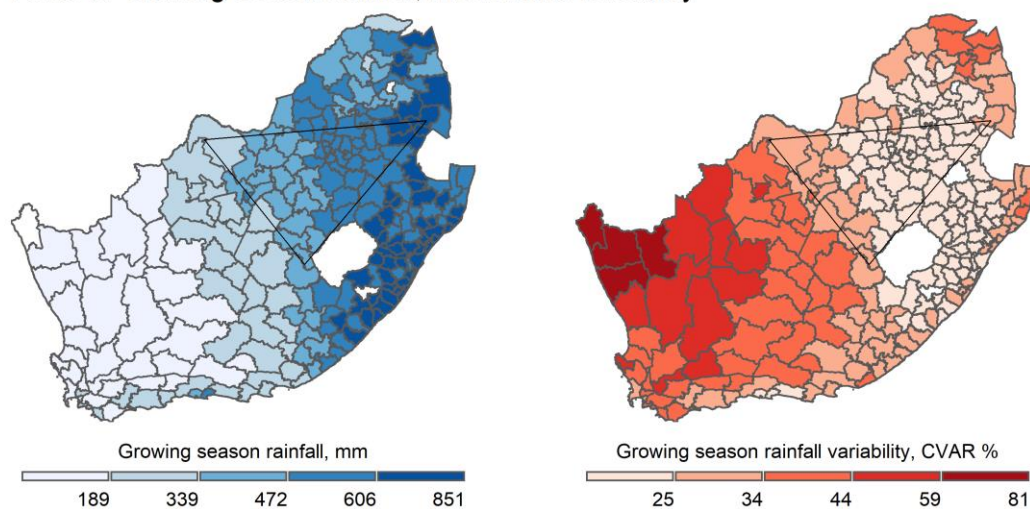 Growing season rainfall, mm
189 339 472 606 851
Growing season rainfall variability, CVAR %
25 34 44 59 81